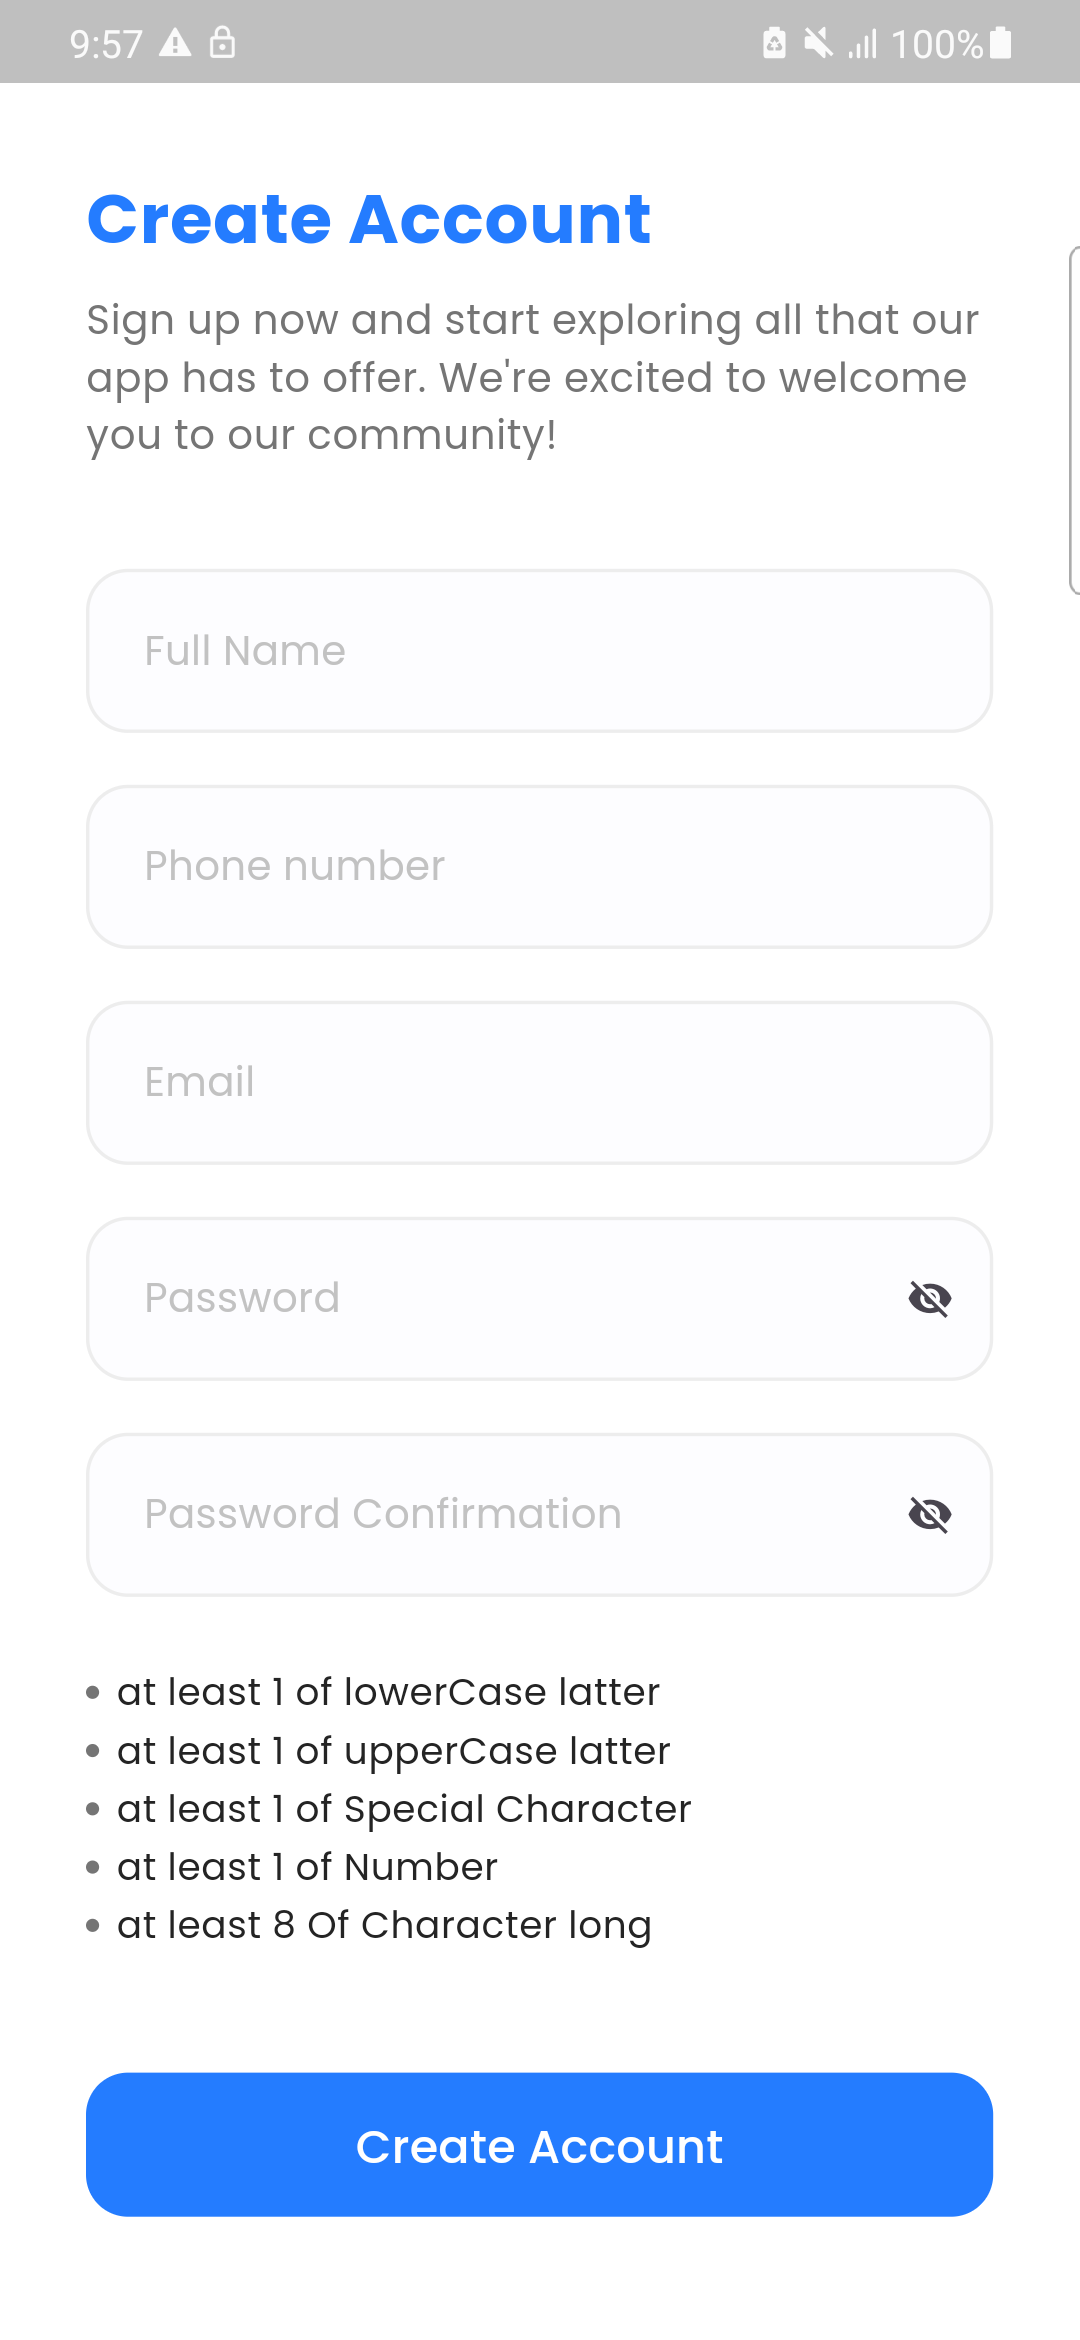 9:57 100%
Create Account
Sign up now and start exploring all that our
app has to offer. We're excited to welcome
you to our community!
Full Name
Phone number
Email
Password
Password Confirmation
at least 1 of lowerCase latter
at least 1 of upperCase latter
at least 1 of Special Character
at least 1 of Number
at least 8 Of Character long
Create Account